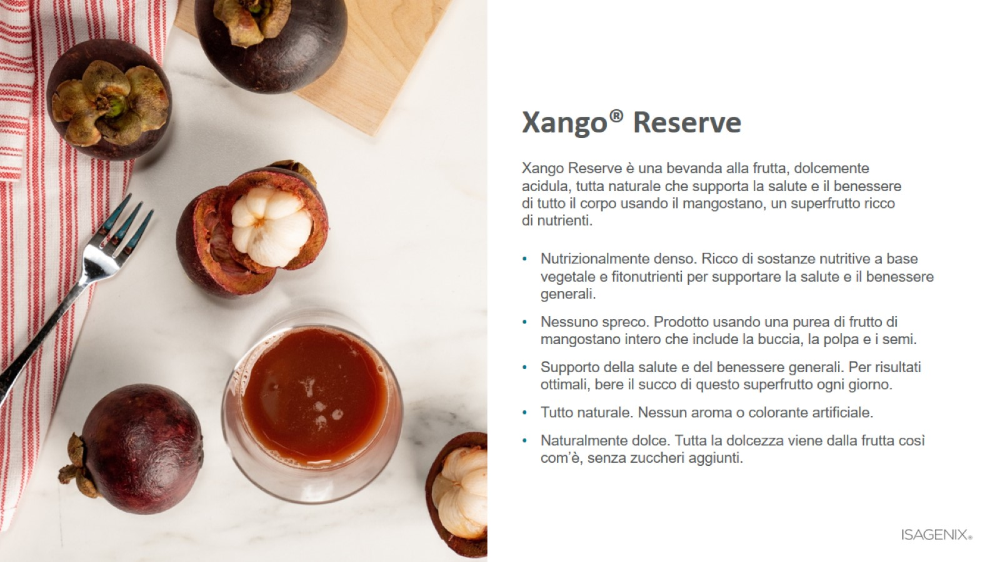 Xango® Reserve
Xango Reserve è una bevanda alla frutta, dolcemente
acidula, tutta naturale che supporta la salute e il benessere
di tutto il corpo usando il mangostano, un superfrutto ricco
di nutrienti.
• Nutrizionalmente denso. Ricco di sostanze nutritive a base
vegetale e fitonutrienti per supportare la salute e il benessere
generali.
• Nessuno spreco. Prodotto usando una purea di frutto di
mangostano intero che include la buccia, la polpa e i semi.
• Supporto della salute e del benessere generali. Per risultati
ottimali, bere il succo di questo superfrutto ogni giorno.
• Tutto naturale. Nessun aroma o colorante artificiale.
• Naturalmente dolce. Tutta la dolcezza viene dalla frutta così
com’è, senza zuccheri aggiunti.
ISAGENIX®